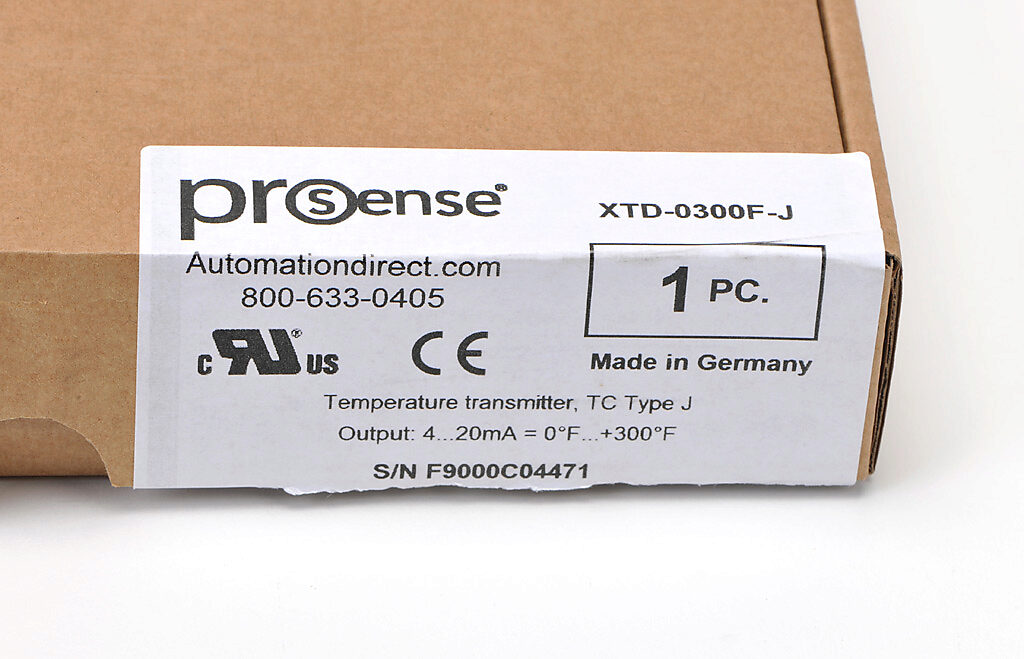 prosense®
XTD-0300F-J
Automationdirect.com
800-633-0405
1 PC.
c RU® US CE
Made in Germany
Temperature transmitter, TC Type J
Output: 4...20mA = 0°F...+300°F
S/N F9000C04471